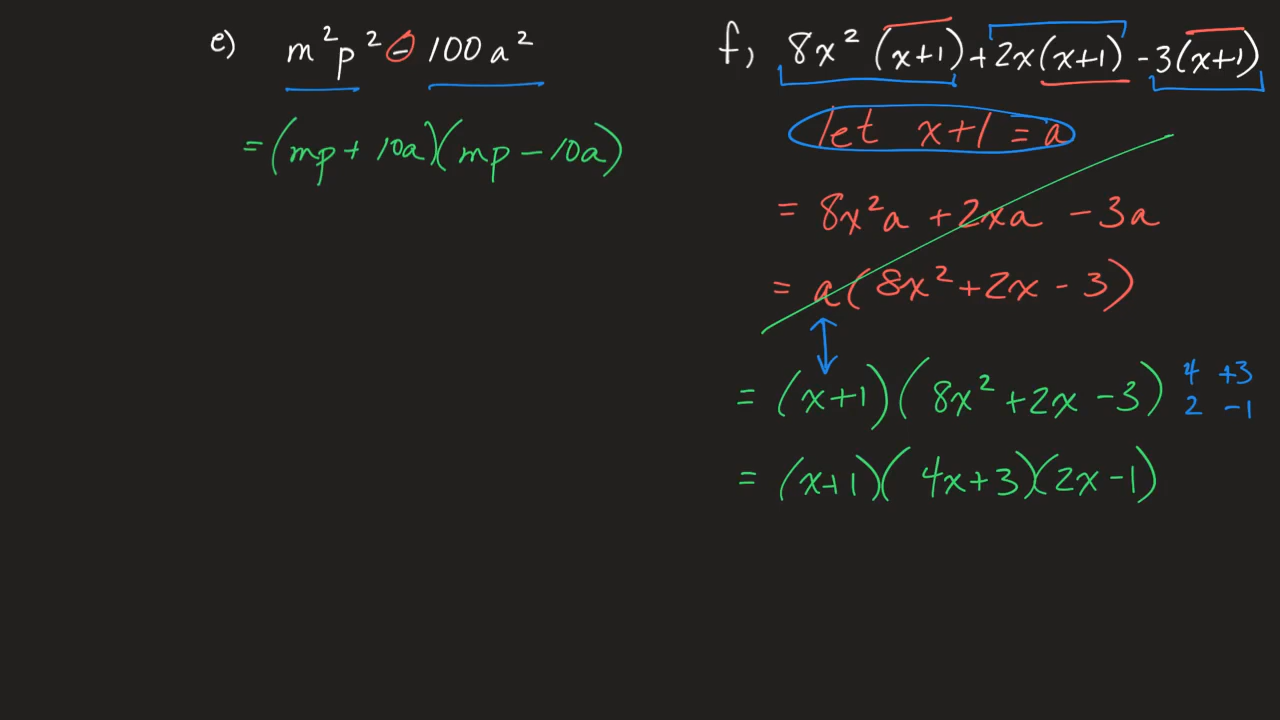 e) m²p² - 100a²
= (mp + 10a)(mp - 10a)
f, 8x² (x+1) + 2x(x+1) - 3(x+1)
let x+1 = a
= 8x²a + 2xa - 3a
= a(8x² + 2x - 3)
= (x+1)(8x² + 2x - 3) 4 +3
2 -1
= (x+1)(4x+3)(2x-1)